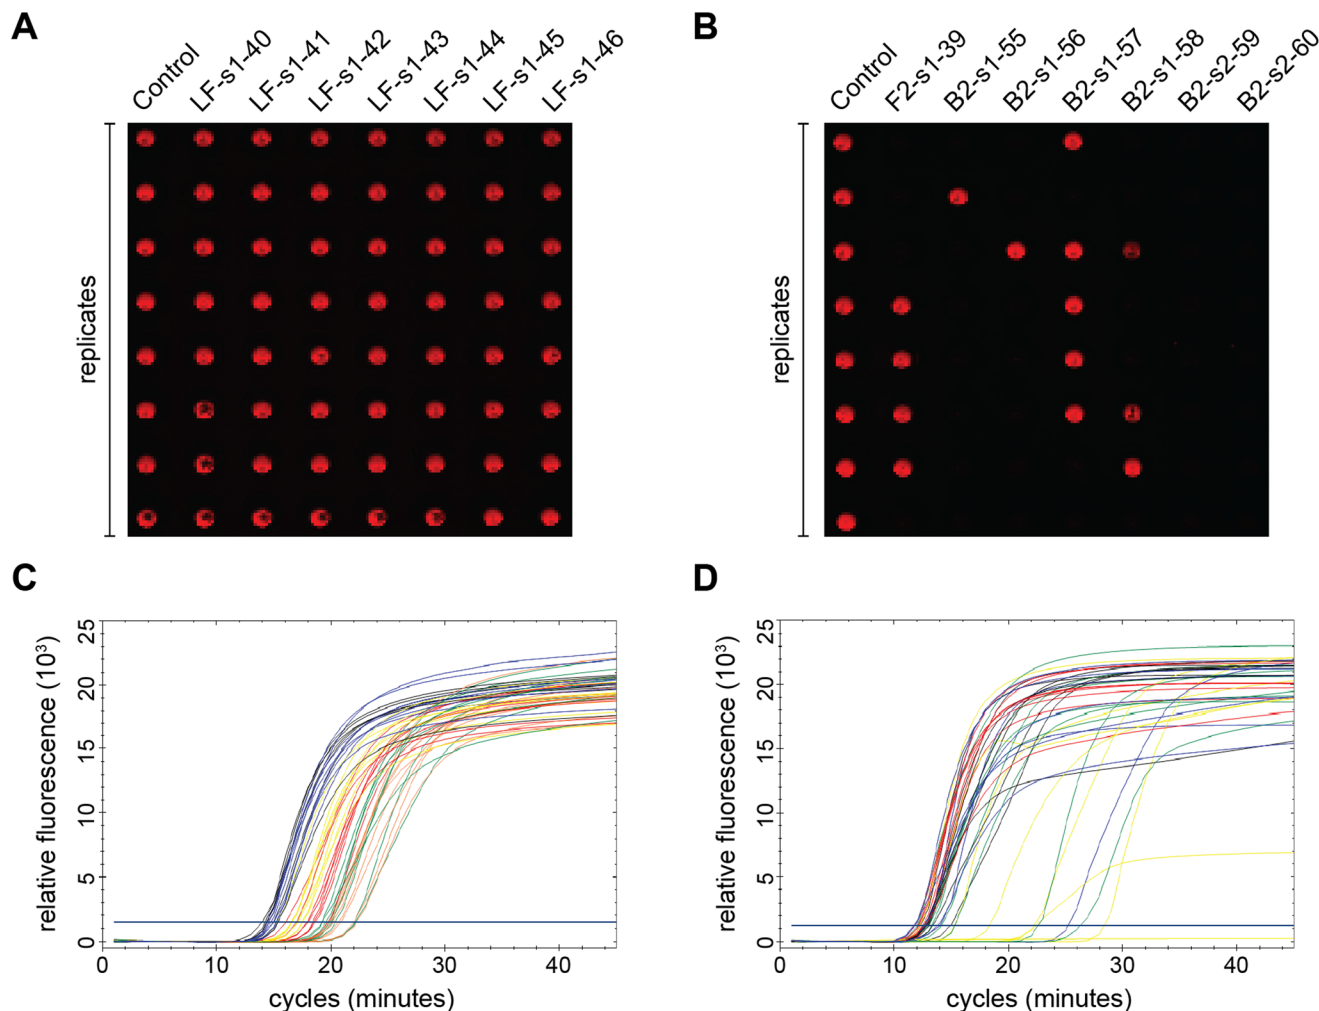 A
Control
LF-s1-40
LF-s1-41
LF-s1-42
LF-s1-43
LF-s1-44
LF-s1-45
LF-s1-46
replicates
B
Control
F2-s1-39
B2-s1-55
B2-s1-56
B2-s1-57
B2-s1-58
B2-s2-59
B2-s2-60
replicates
C
relative fluorescence (10³)
25
20
15
10
5
0
0
10
20
30
40
cycles (minutes)
D
relative fluorescence (10³)
25
20
15
10
5
0
0
10
20
30
40
cycles (minutes)